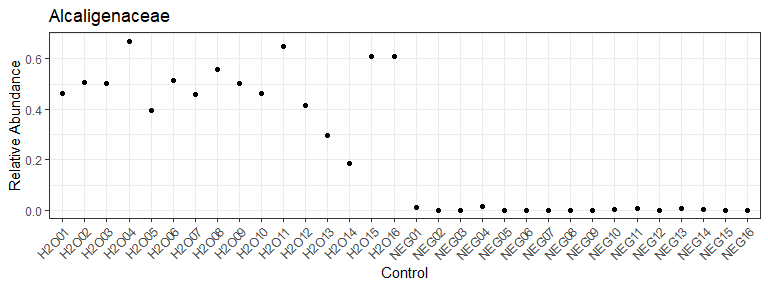 Alcaligenaceae
Relative Abundance
0.6
0.4
0.2
0.0
H2O01 H2O02 H2O03 H2O04 H2O05 H2O06 H2O07 H2O08 H2O09 H2O10 H2O11 H2O12 H2O13 H2O14 H2O15 H2O16 NEG01 NEG02 NEG03 NEG04 NEG05 NEG06 NEG07 NEG08 NEG09 NEG10 NEG11 NEG12 NEG13 NEG14 NEG15 NEG16
Control